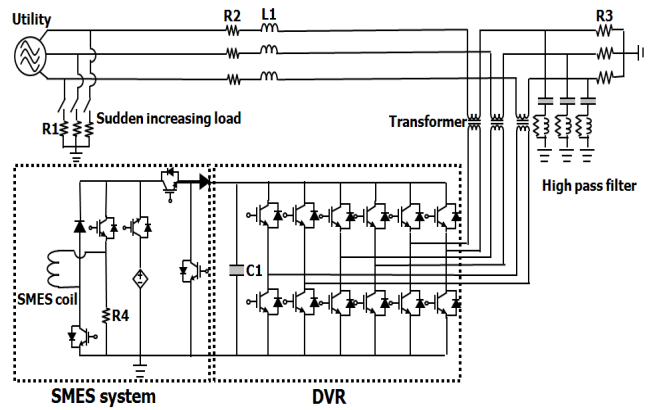 Utility
R2
L1
R3
R1
Sudden increasing load
Transformer
High pass filter
SMES coil
R4
C1
SMES system
DVR